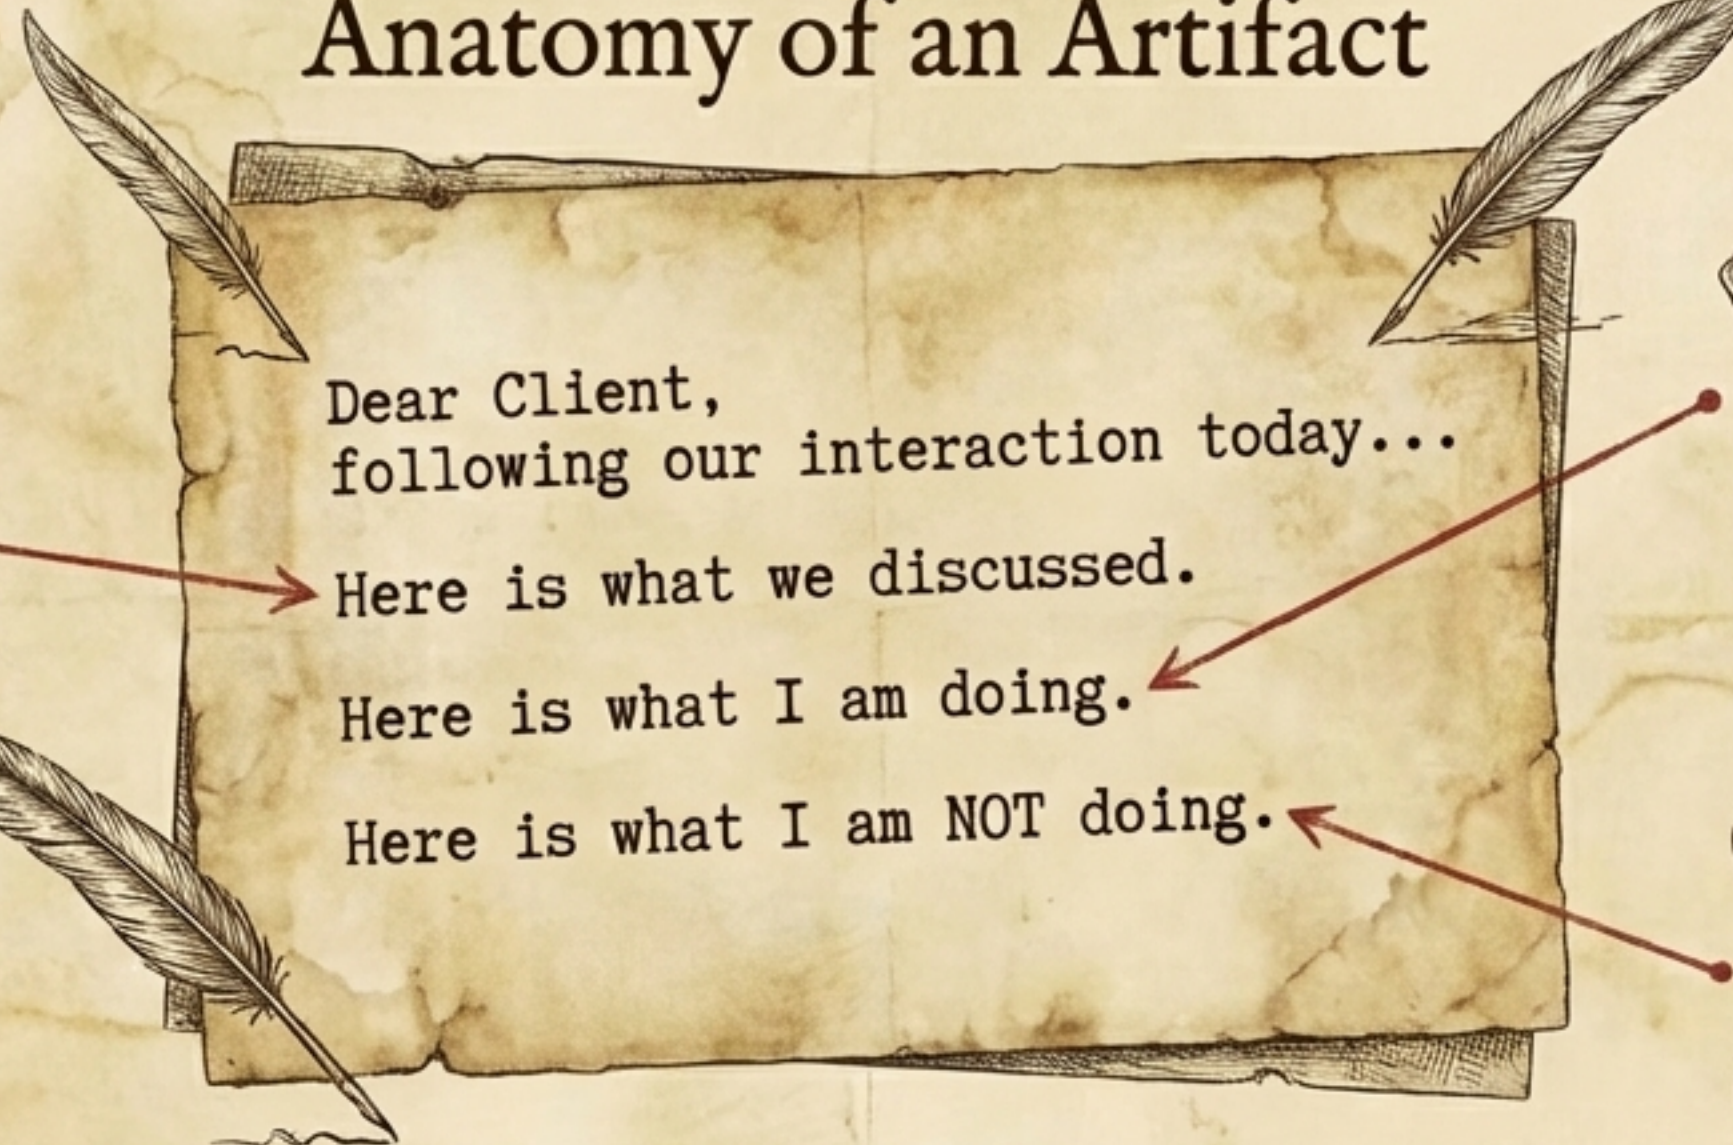 Anatomy of an Artifact
Dear Client,
following our interaction today...
Here is what we discussed.
Here is what I am doing.
Here is what I am NOT doing.